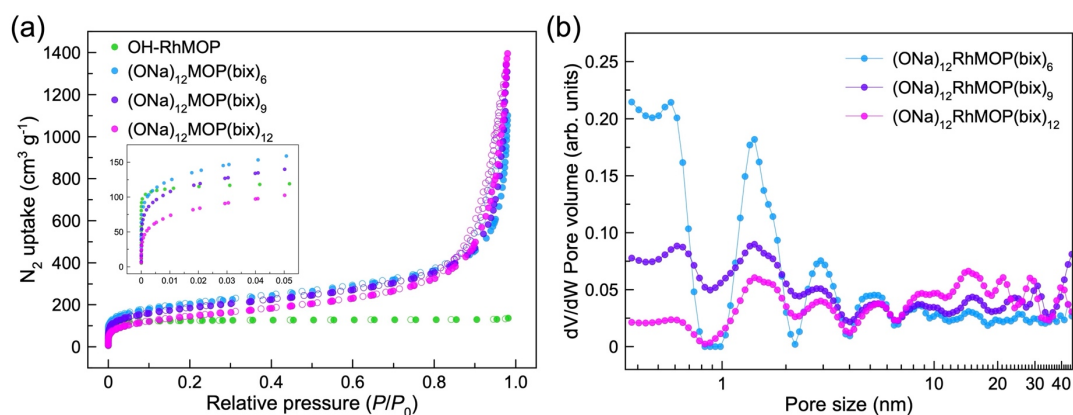 (a)
OH-RhMOP
(ONa)₁₂MOP(bix)₆
(ONa)₁₂MOP(bix)₉
(ONa)₁₂MOP(bix)₁₂
N₂ uptake (cm³ g⁻¹)
1400
1200
1000
800
600
400
200
0
150
100
50
0
0 0.01 0.02 0.03 0.04 0.05
0 0.2 0.4 0.6 0.8 1.0
Relative pressure (P/P₀)
(b)
(ONa)₁₂RhMOP(bix)₆
(ONa)₁₂RhMOP(bix)₉
(ONa)₁₂RhMOP(bix)₁₂
dV/dW Pore volume (arb. units)
0.25
0.20
0.15
0.10
0.05
0
1 10 20 30 40
Pore size (nm)